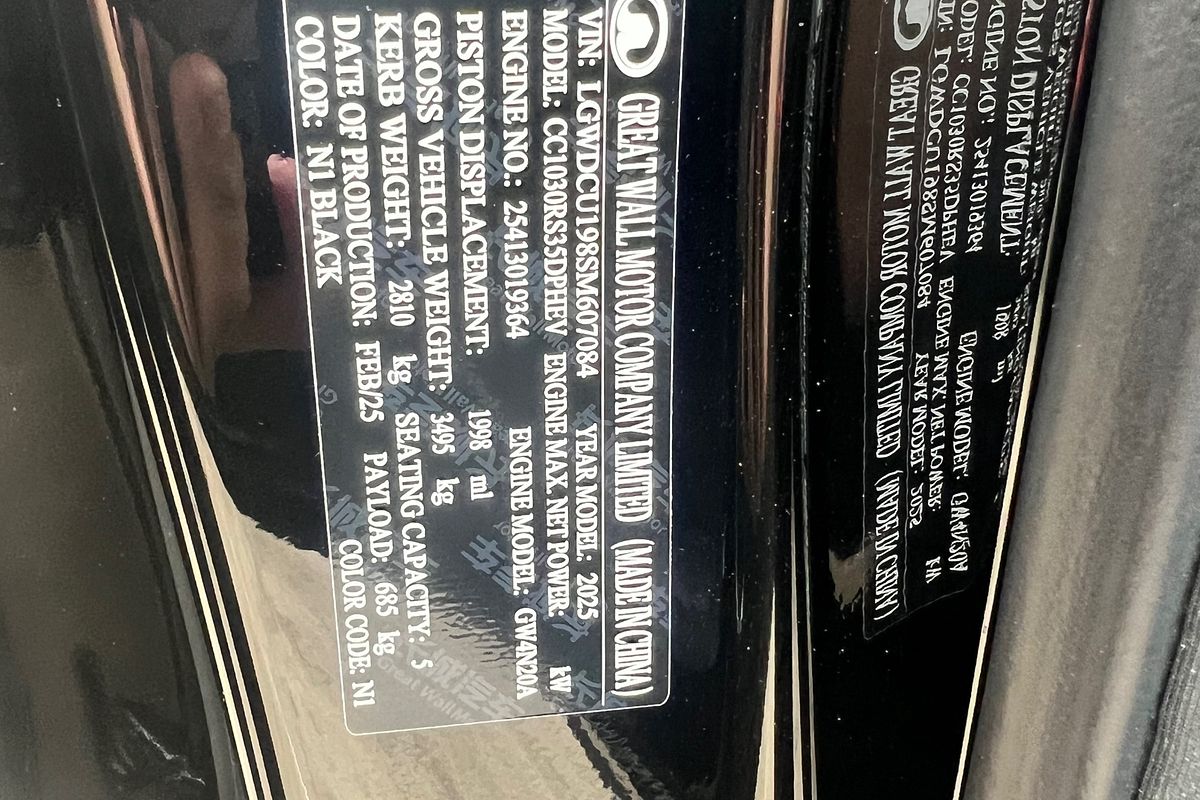 GREAT WALL MOTOR COMPANY LIMITED (MADE IN CHINA)
VIN: LGWDCU198SM607084 YEAR MODEL: 2025
MODEL: CC1030RS35DPHEV ENGINE MAX. NET POWER: kW
ENGINE NO.: 25413019364 ENGINE MODEL: GW4N20A
PISTON DISPLACEMENT: 1998 ml
GROSS VEHICLE WEIGHT: 3495 kg
KERB WEIGHT: 2810 kg SEATING CAPACITY: 5
DATE OF PRODUCTION: FEB/25 PAYLOAD: 685 kg
COLOR: N1 BLACK COLOR CODE: N1